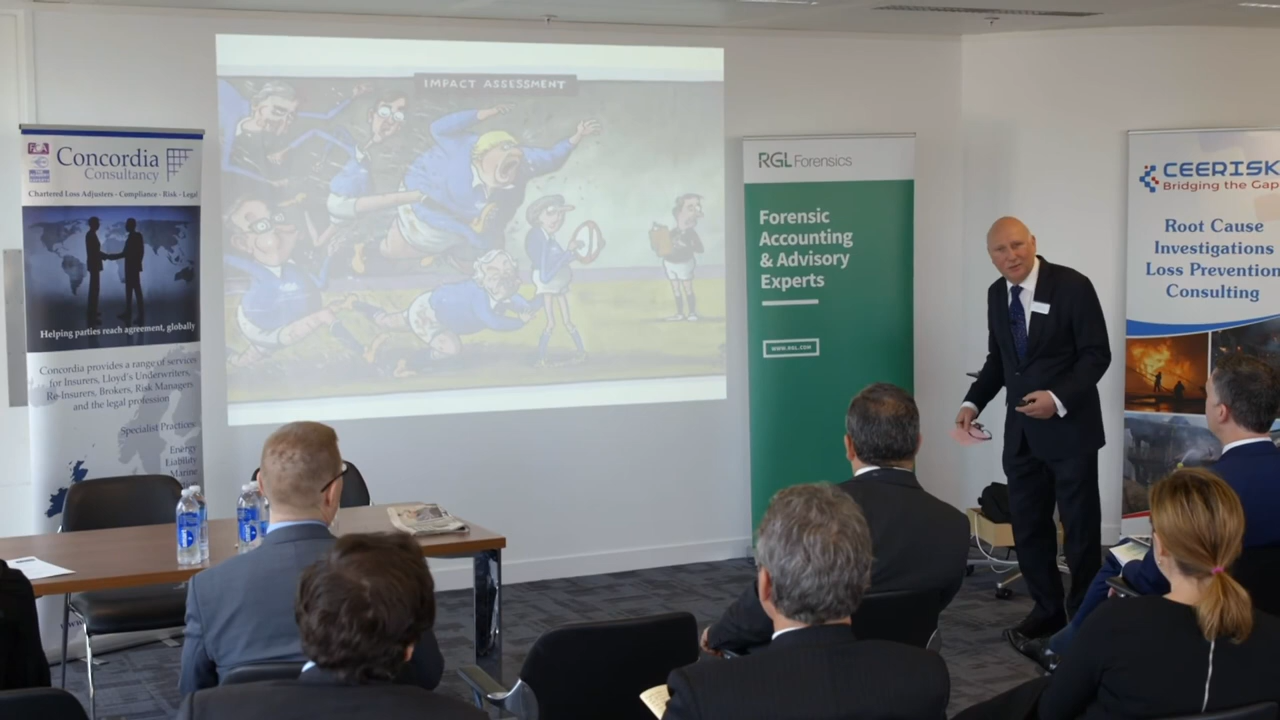 IMPACT ASSESSMENT
Concordia
Consultancy
Chartered Loss Adjusters - Compliance - Risk - Legal
Helping parties reach agreement, globally
Concordia provides a range of services
for Insurers, Lloyd's Underwriters,
Re-Insurers, Brokers, Risk Managers
and the legal profession
Specialist Practices
Energy
Liability
Marine
RGL Forensics
Forensic
Accounting
& Advisory
Experts
WWW.RGL.COM
CEERISK
Bridging the Gap
Root Cause
Investigations
Loss Prevention
Consulting